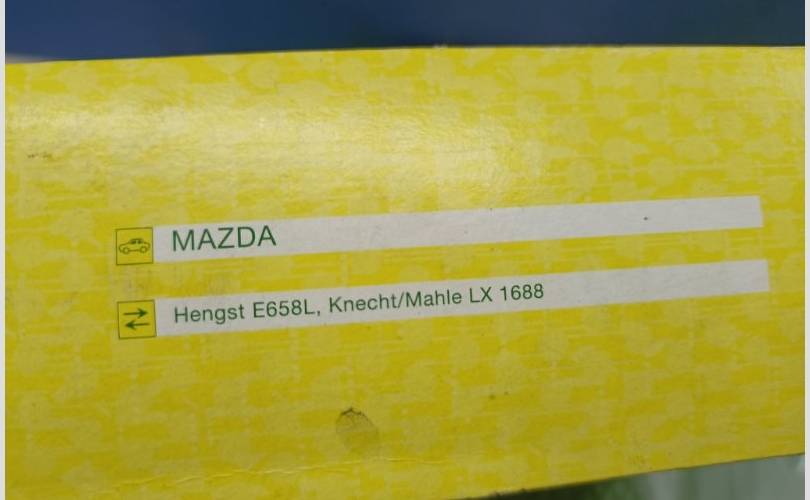 MAZDA
Hengst E658L, Knecht/Mahle LX 1688